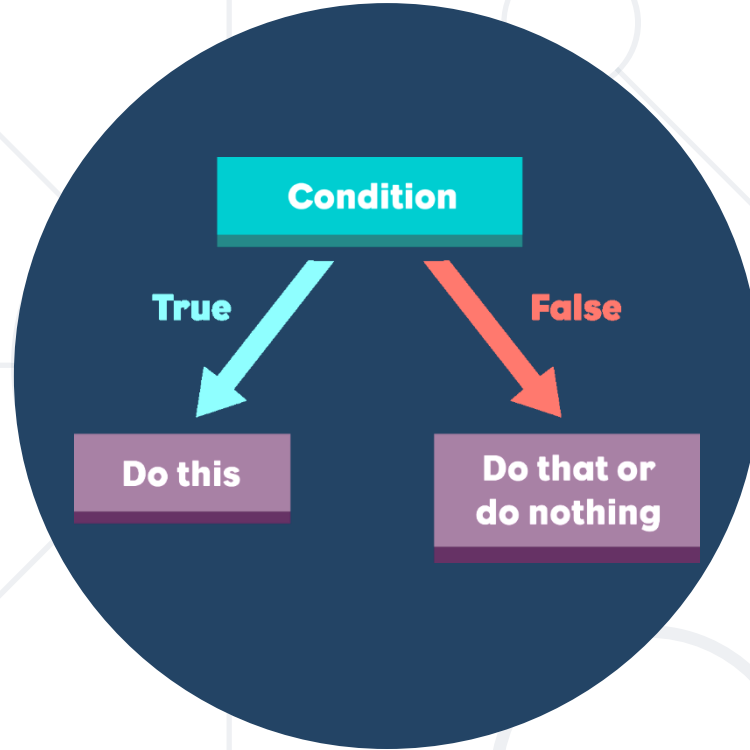 Condition
True
False
Do this
Do that or
do nothing